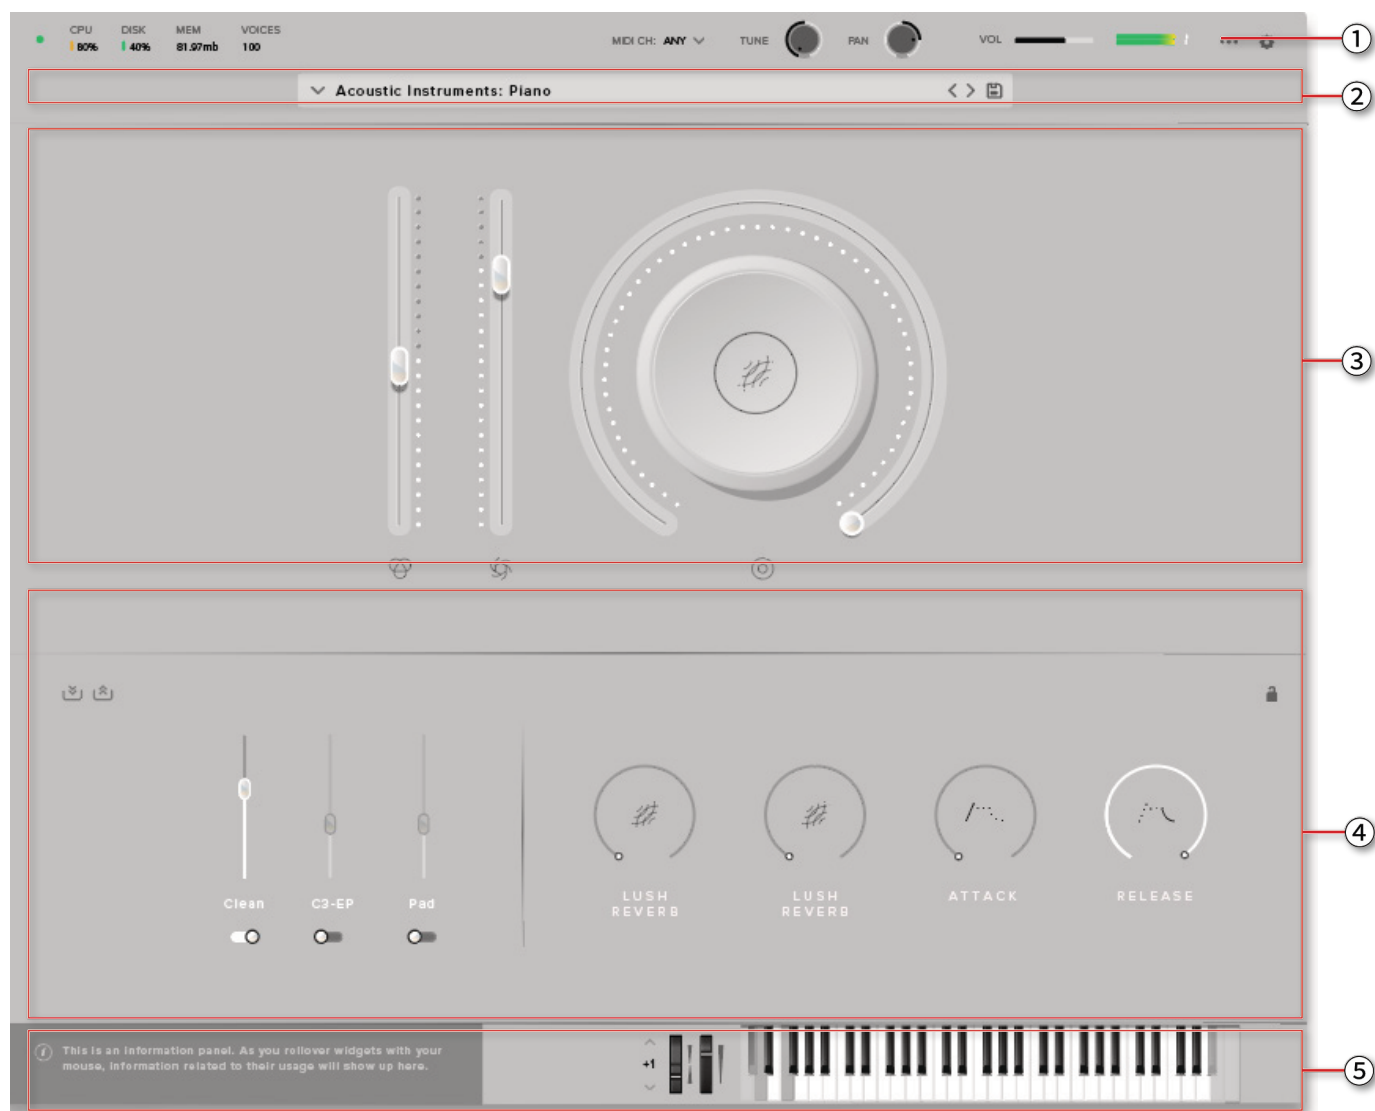 CPU DISK MEM VOICES
80% 40% 81.97mb 100
MIDI CH: ANY TUNE PAN VOL
1
Acoustic Instruments: Piano
2
3
Clean C3-EP Pad
LUSH REVERB
LUSH REVERB
ATTACK
RELEASE
4
This is an information panel. As you rollover widgets with your
mouse, information related to their usage will show up here.
+1
5